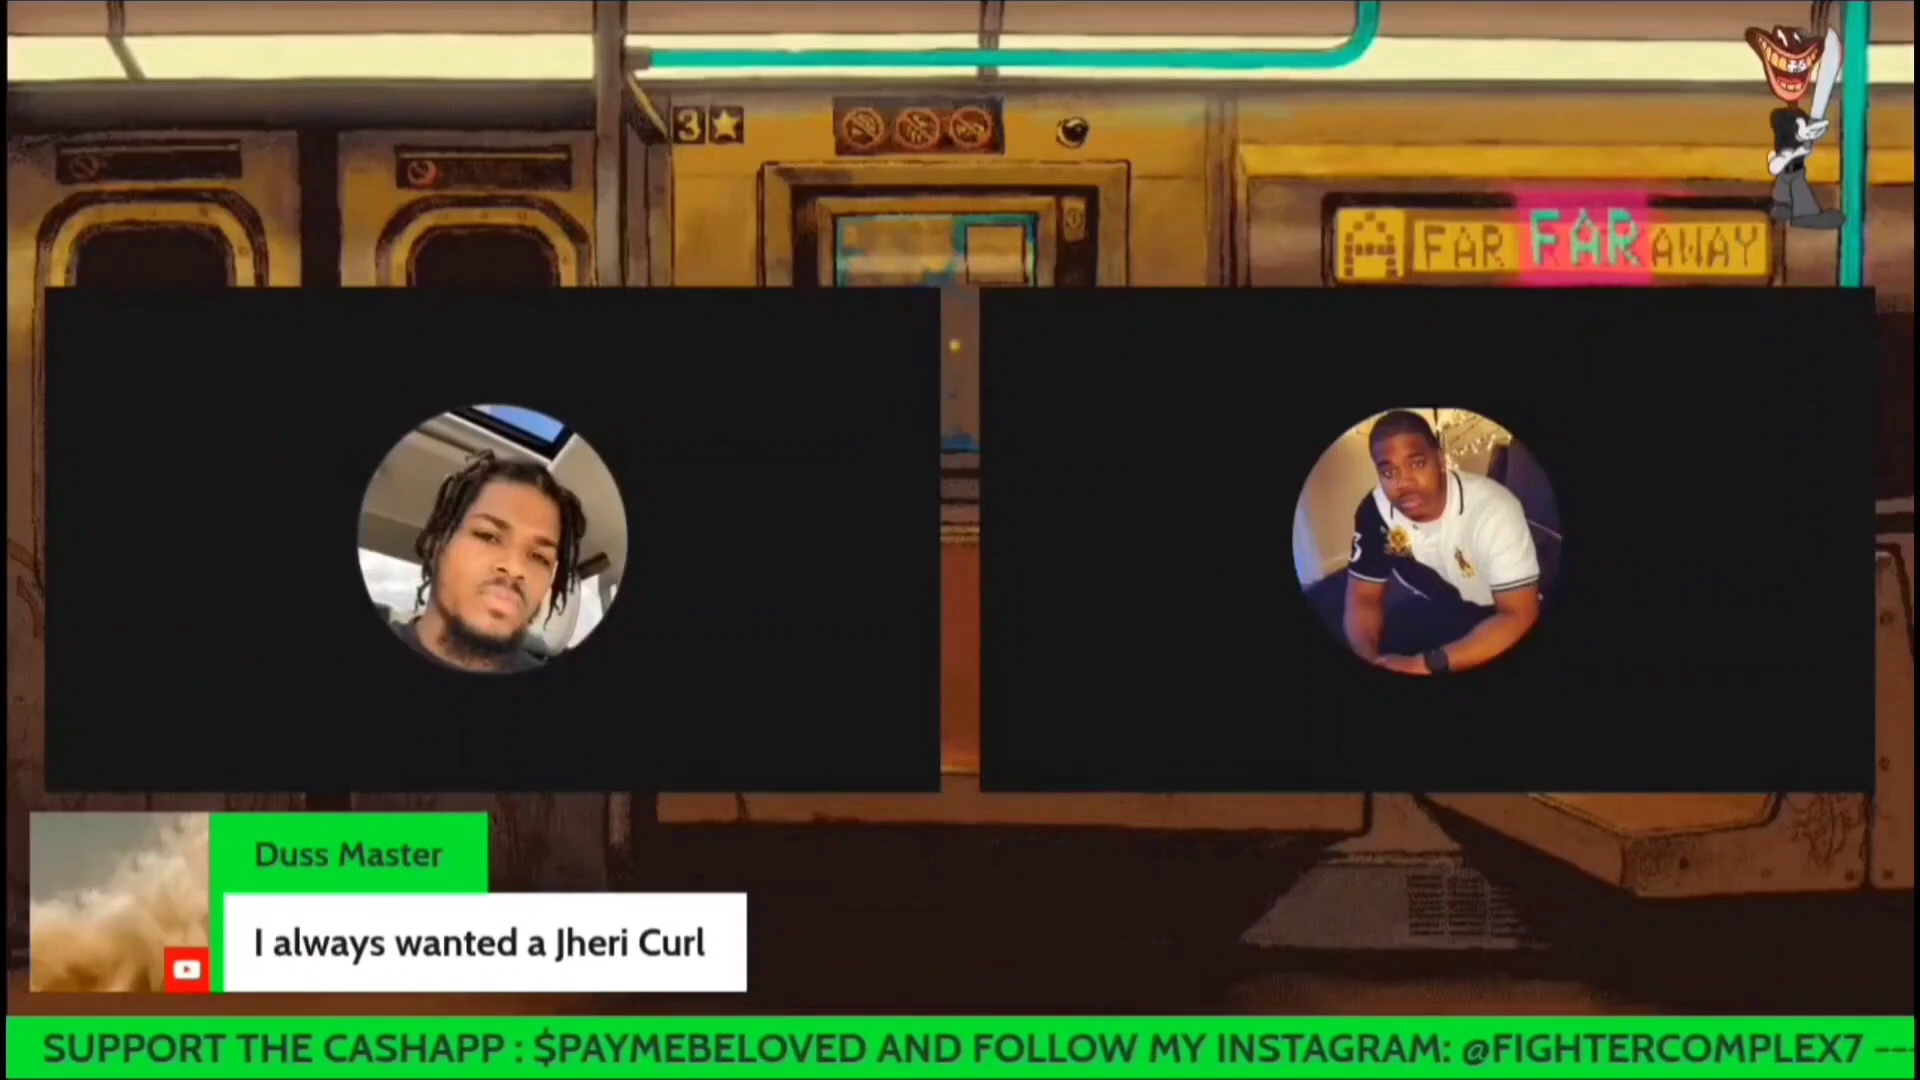 3
FAR FAR AWAY
3
Duss Master
I always wanted a Jheri Curl
SUPPORT THE CASHAPP : $PAYMEBELOVED AND FOLLOW MY INSTAGRAM: @FIGHTERCOMPLEX7 ---